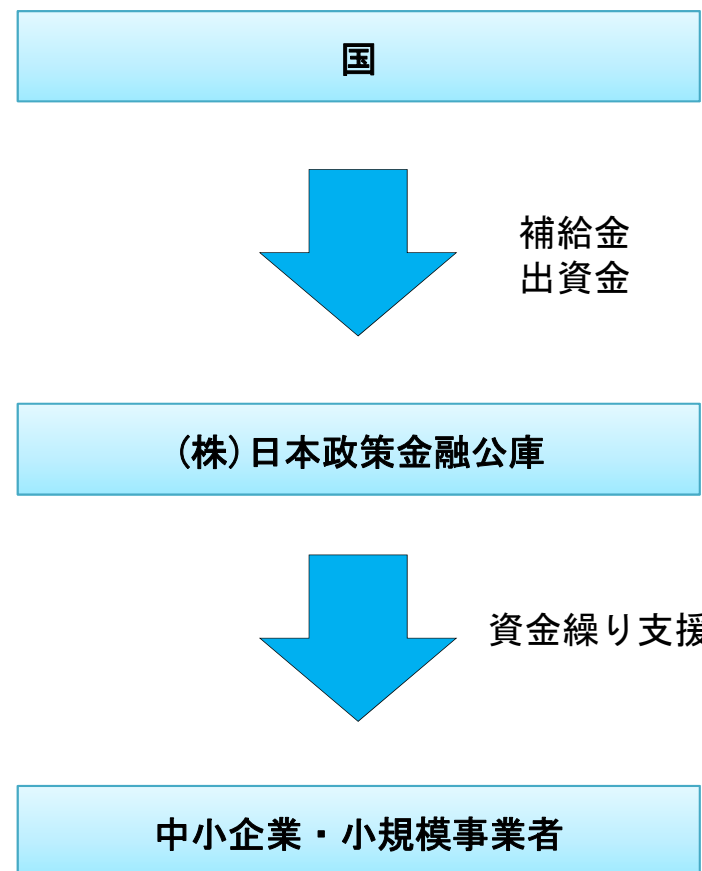 国
補給金
出資金
(株)日本政策金融公庫
資金繰り支援
中小企業・小規模事業者